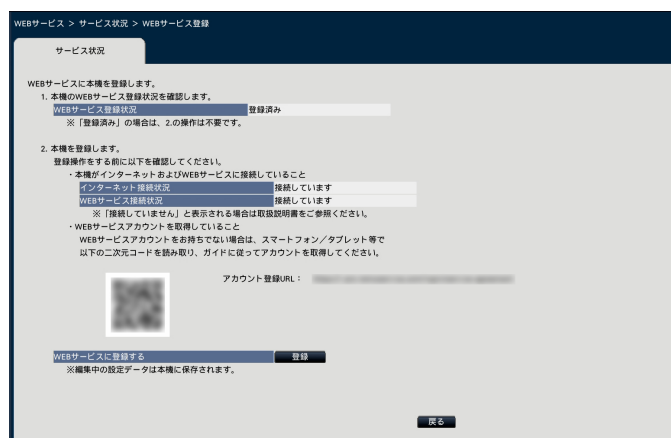 WEBサービス > サービス状況 > WEBサービス登録
サービス状況
WEBサービスに本機を登録します。
1. 本機のWEBサービス登録状況を確認します。
WEBサービス登録状況 登録済み
※「登録済み」の場合は、2.の操作は不要です。
2. 本機を登録します。
登録操作をする前に以下を確認してください。
・本機がインターネットおよびWEBサービスに接続していること
インターネット接続状況 接続しています
WEBサービス接続状況 接続しています
※「接続していません」と表示される場合は取扱説明書をご参照ください。
・WEBサービスアカウントを取得していること
WEBサービスアカウントをお持ちでない場合は、スマートフォン／タブレット等で
以下の二次元コードを読み取り、ガイドに従ってアカウントを取得してください。
アカウント登録URL：
WEBサービスに登録する 登録
※編集中の設定データは本機に保存されます。
戻る